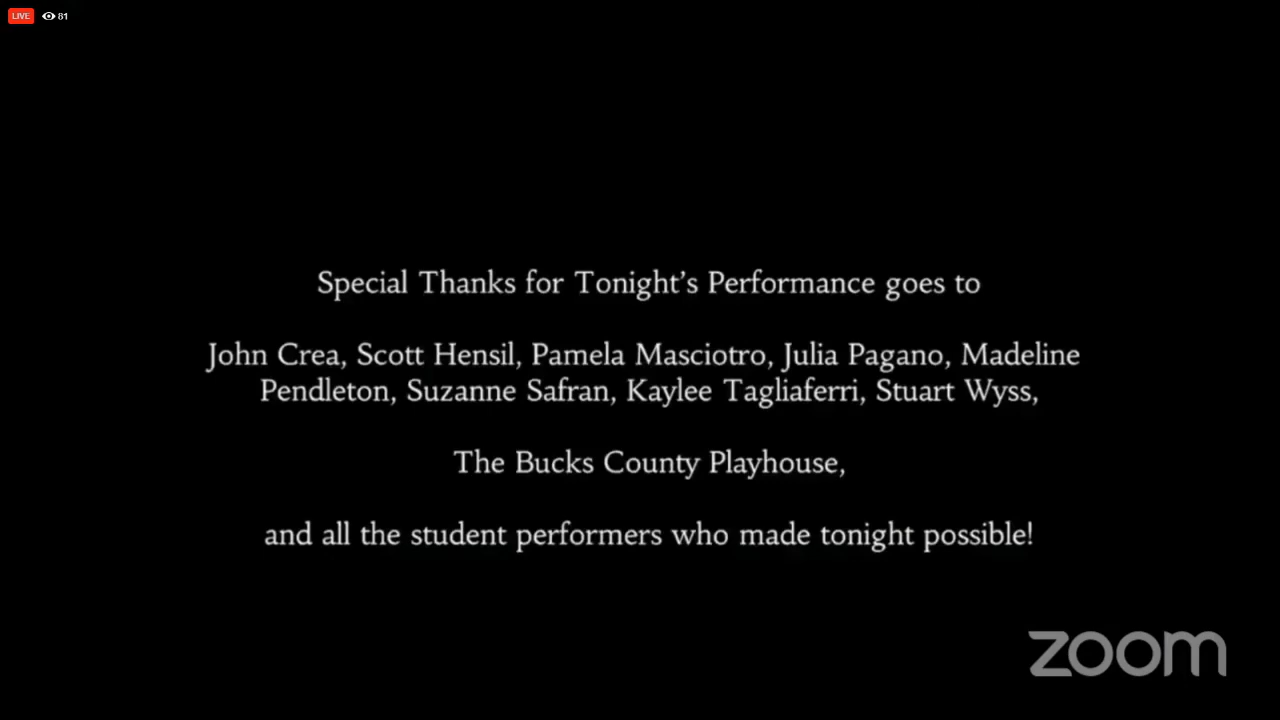 LIVE 81
Special Thanks for Tonight’s Performance goes to
John Crea, Scott Hensil, Pamela Masciotro, Julia Pagano, Madeline
Pendleton, Suzanne Safran, Kaylee Tagliaferri, Stuart Wyss,
The Bucks County Playhouse,
and all the student performers who made tonight possible!
zoom